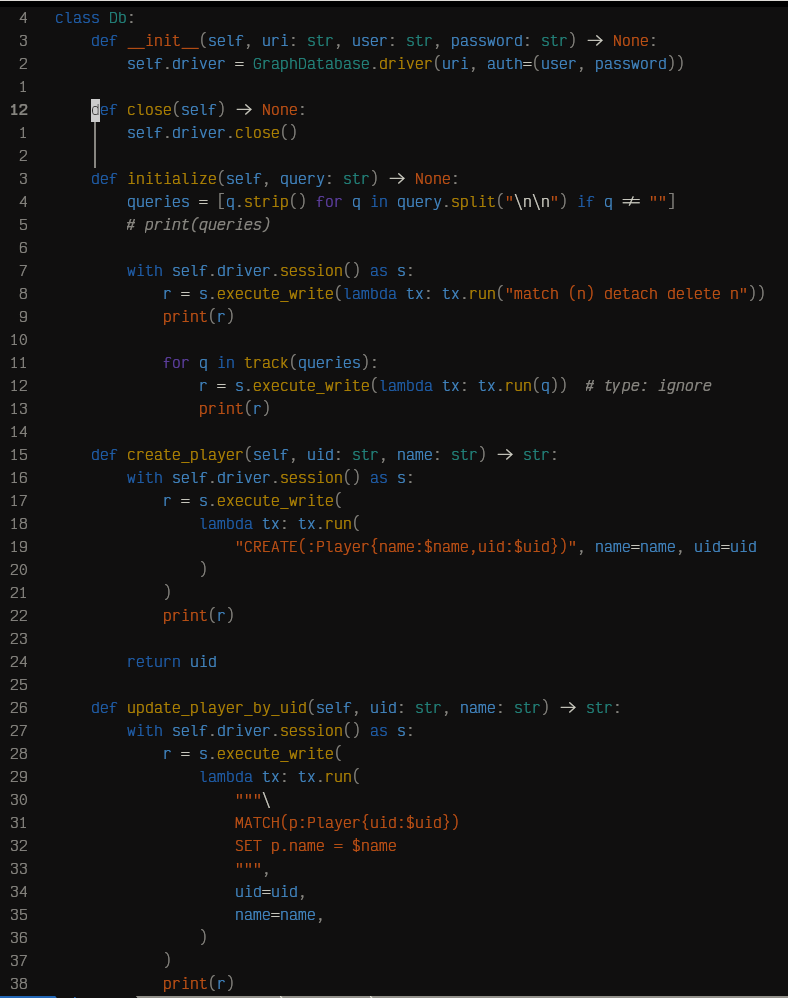 4 class Db:
3 def __init__(self, uri: str, user: str, password: str) -> None:
2 self.driver = GraphDatabase.driver(uri, auth=(user, password))
1
12 def close(self) -> None:
1 self.driver.close()
2
3 def initialize(self, query: str) -> None:
4 queries = [q.strip() for q in query.split("\n\n") if q != ""]
5 # print(queries)
6
7 with self.driver.session() as s:
8 r = s.execute_write(lambda tx: tx.run("match (n) detach delete n"))
9 print(r)
10
11 for q in track(queries):
12 r = s.execute_write(lambda tx: tx.run(q)) # type: ignore
13 print(r)
14
15 def create_player(self, uid: str, name: str) -> str:
16 with self.driver.session() as s:
17 r = s.execute_write(
18 lambda tx: tx.run(
19 "CREATE(:Player{name:$name,uid:$uid})", name=name, uid=uid
20 )
21 )
22 print(r)
23
24 return uid
25
26 def update_player_by_uid(self, uid: str, name: str) -> str:
27 with self.driver.session() as s:
28 r = s.execute_write(
29 lambda tx: tx.run(
30 """\
31 MATCH(p:Player{uid:$uid})
32 SET p.name = $name
33 """,
34 uid=uid,
35 name=name,
36 )
37 )
38 print(r)